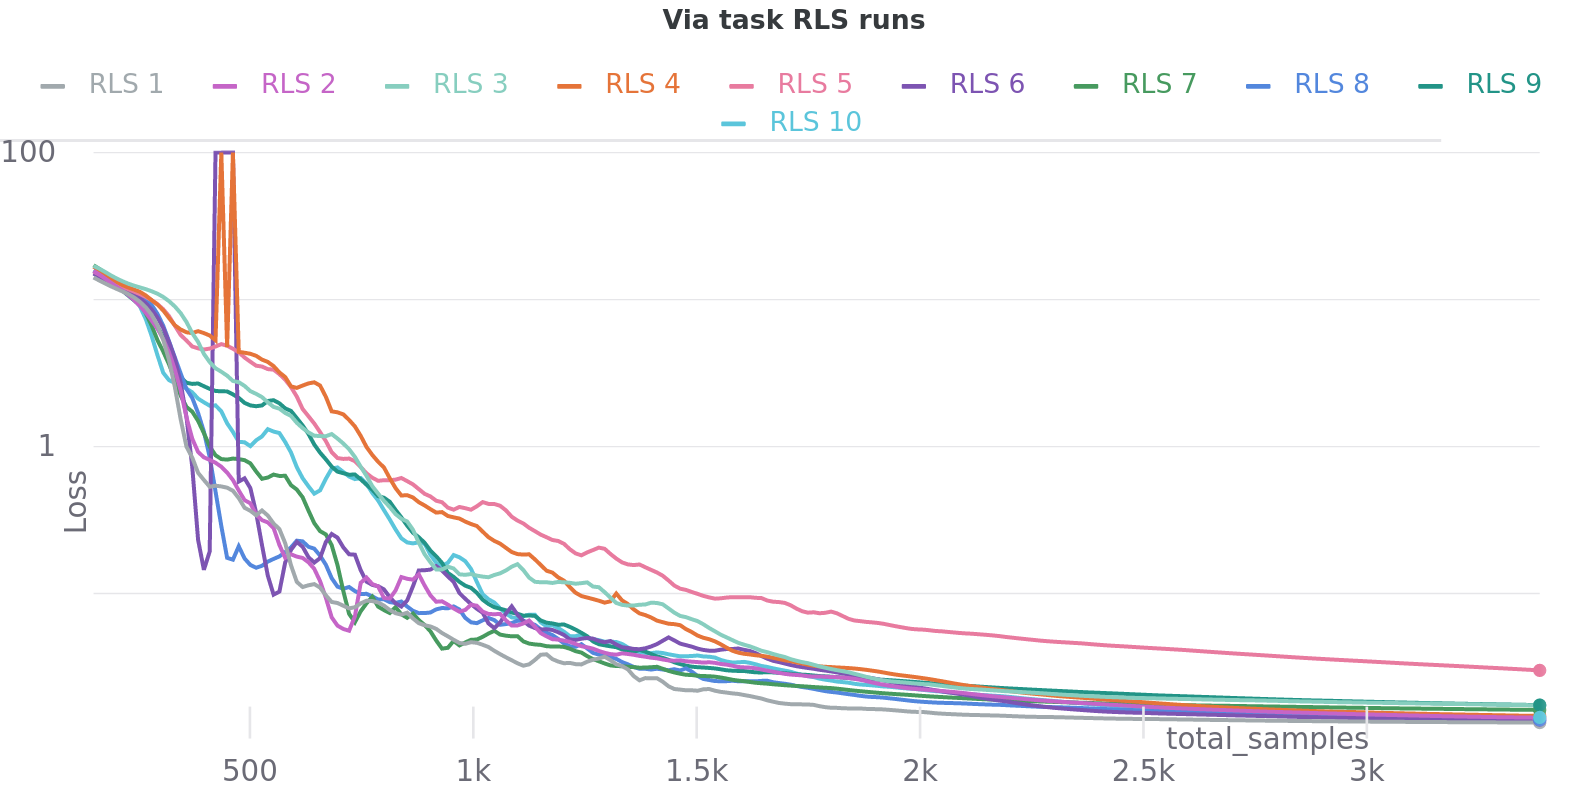 Via task RLS runs
RLS 1 RLS 2 RLS 3 RLS 4 RLS 5 RLS 6 RLS 7 RLS 8 RLS 9
RLS 10
100
1
Loss
total_samples
500 1k 1.5k 2k 2.5k 3k